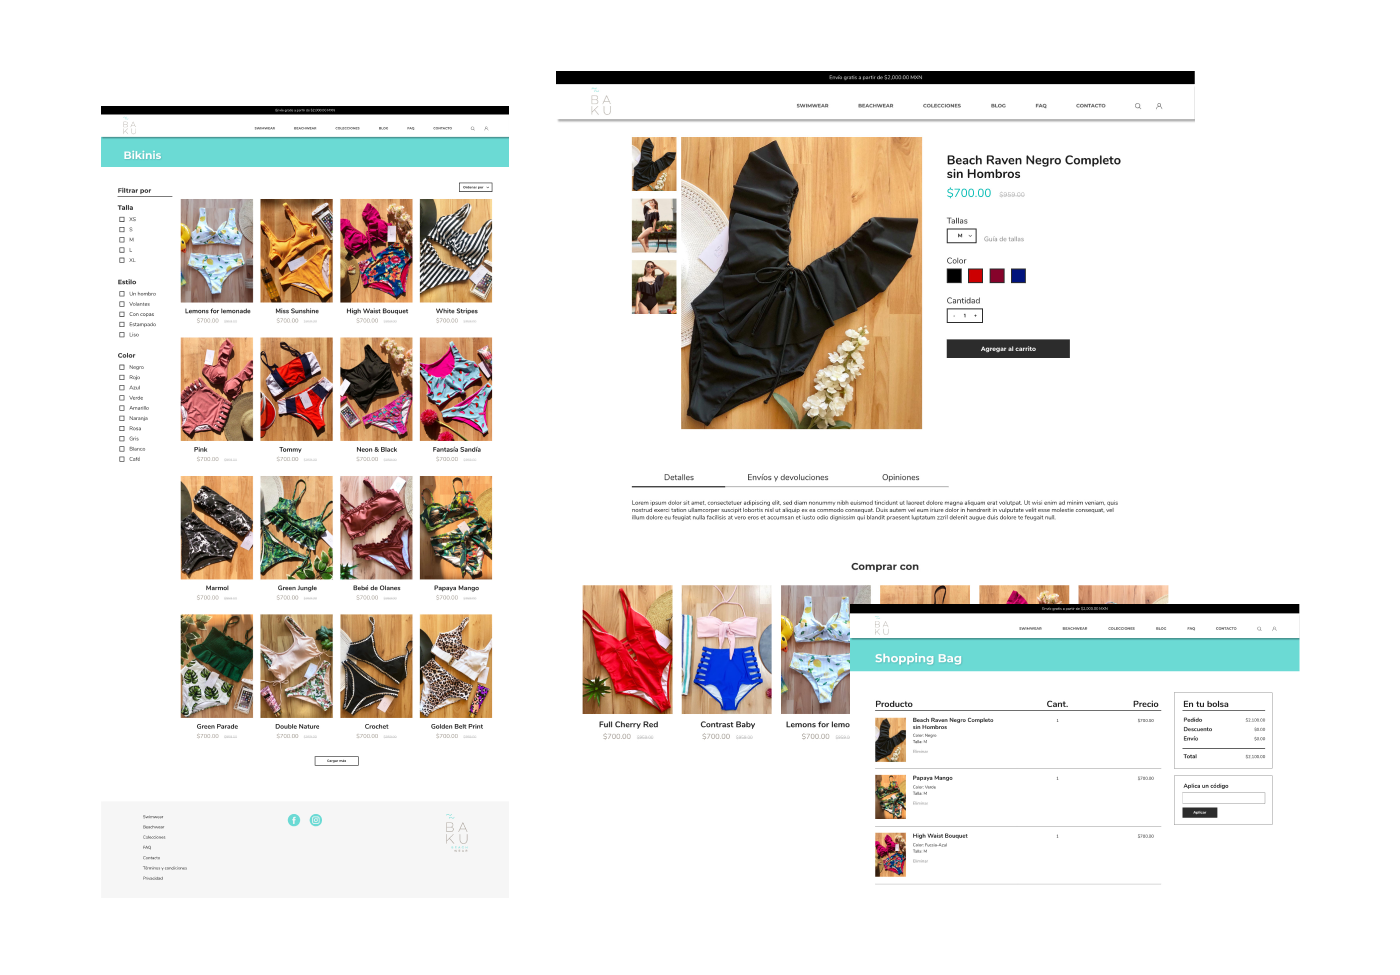 Envío gratis a partir de $2,000.00 MXN
BAKU
SWIMWEAR BEACHWEAR COLECCIONES BLOG FAQ CONTACTO
Bikinis
Filtrar por
Ordenar por
Talla
XS
S
M
L
XL
Estilo
Un hombro
Volantes
Con copas
Estampado
Liso
Color
Negro
Rojo
Azul
Verde
Amarillo
Naranja
Rosa
Gris
Blanco
Café
Lemons for lemonade Miss Sunshine High Waist Bouquet White Stripes
$700.00 $700.00 $700.00 $700.00
Pink Tommy Neon & Black Fantasía Sandía
$700.00 $700.00 $700.00 $700.00
Marmol Green Jungle Bebé de Olanes Papaya Mango
$700.00 $700.00 $700.00 $700.00
Green Parade Double Nature Crochet Golden Belt Print
$700.00 $700.00 $700.00 $700.00
Cargar más
Swimwear
Beachwear
Colecciones
FAQ
Contacto
Términos y condiciones
Privacidad
BAKU
BEACH
WEAR
Envío gratis a partir de $2,000.00 MXN
BAKU
SWIMWEAR BEACHWEAR COLECCIONES BLOG FAQ CONTACTO
Beach Raven Negro Completo
sin Hombros
$700.00 $959.00
Tallas
M Guía de tallas
Color
Cantidad
- 1 +
Agregar al carrito
Detalles Envíos y devoluciones Opiniones
Lorem ipsum dolor sit amet, consectetuer adipiscing elit, sed diam nonummy nibh euismod tincidunt ut laoreet dolore magna aliquam erat volutpat. Ut wisi enim ad minim veniam, quis
nostrud exerci tation ullamcorper suscipit lobortis nisl ut aliquip ex ea commodo consequat. Duis autem vel eum iriure dolor in hendrerit in vulputate velit esse molestie consequat, vel
illum dolore eu feugiat nulla facilisis at vero eros et accumsan et iusto odio dignissim qui blandit praesent luptatum zzril delenit augue duis dolore te feugait nul.
Comprar con
Full Cherry Red Contrast Baby Lemons for lemo
$700.00 $959.00 $700.00 $959.00 $700.00 $959.0
Envío gratis a partir de $2,000.00 MXN
BAKU
SWIMWEAR BEACHWEAR COLECCIONES BLOG FAQ CONTACTO
Shopping Bag
Producto Cant. Precio
Beach Raven Negro Completo
sin Hombros
1 $700.00
Color: Negro
Talla: M
Eliminar
Papaya Mango 1 $700.00
Color: Verde
Talla: M
Eliminar
High Waist Bouquet 1 $700.00
Color: Fucsia-Azul
Talla: M
Eliminar
En tu bolsa
Pedido $2,100.00
Descuento $0.00
Envío $0.00
Total $2,100.00
Aplica un código
Aplicar